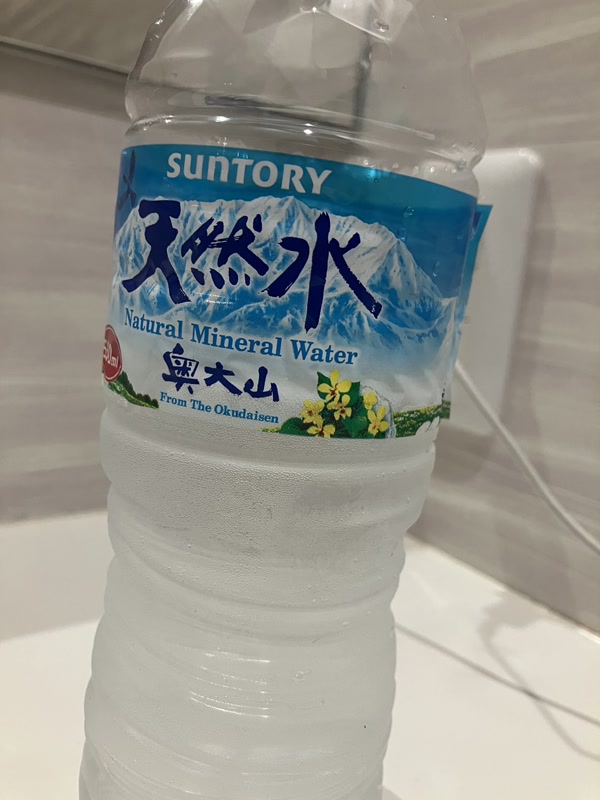 SUNTORY
天然水
Natural Mineral Water
奥大山
From The Okudaisen